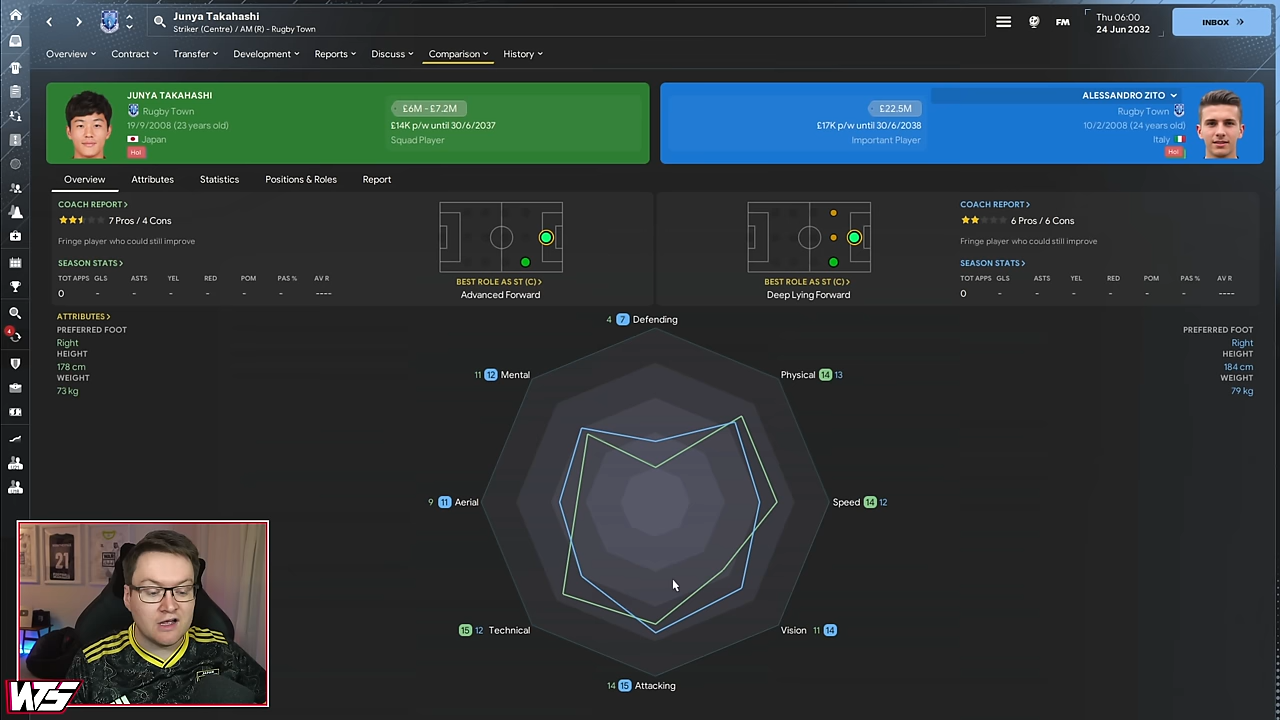 Junya Takahashi
Striker (Centre) / AM (R) - Rugby Town
FM
Thu 06:00
24 Jun 2032
INBOX
Overview
Contract
Transfer
Development
Reports
Discuss
Comparison
History
JUNYA TAKAHASHI
Rugby Town
19/9/2008 (23 years old)
Japan
Hol
£6M - £7.2M
£14K p/w until 30/6/2037
Squad Player
£22.5M
£17K p/w until 30/6/2038
Important Player
ALESSANDRO ZITO
Rugby Town
10/2/2008 (24 years old)
Italy
Hol
Overview
Attributes
Statistics
Positions & Roles
Report
COACH REPORT >
7 Pros / 4 Cons
Fringe player who could still improve
SEASON STATS >
TOT APPS GLS ASTS YEL RED POM PAS % AV R
0 - - - - - - ----
BEST ROLE AS ST (C) >
Advanced Forward
BEST ROLE AS ST (C) >
Deep Lying Forward
COACH REPORT >
6 Pros / 6 Cons
Fringe player who could still improve
SEASON STATS >
TOT APPS GLS ASTS YEL RED POM PAS % AV R
0 - - - - - - ----
ATTRIBUTES >
PREFERRED FOOT
Right
HEIGHT
178 cm
WEIGHT
73 kg
4 7 Defending
11 12 Mental
Physical 14 13
9 11 Aerial
Speed 14 12
15 12 Technical
Vision 11 14
14 15 Attacking
PREFERRED FOOT
Right
HEIGHT
184 cm
WEIGHT
79 kg
4
21
WTS